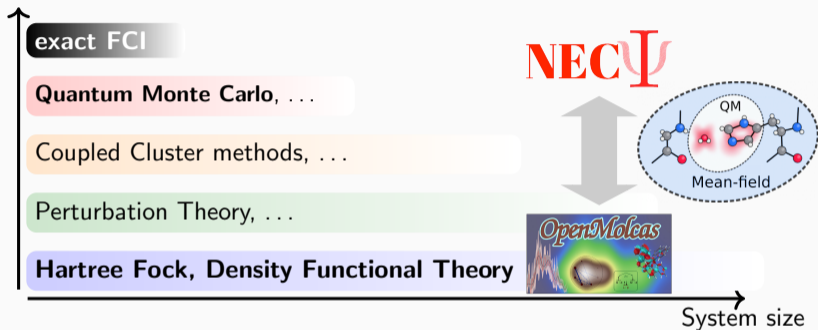 exact FCI
NECΨ
Quantum Monte Carlo, . . .
QM
Coupled Cluster methods, . . .
Mean-field
Perturbation Theory, . . .
OpenMolcas
Hartree Fock, Density Functional Theory
System size